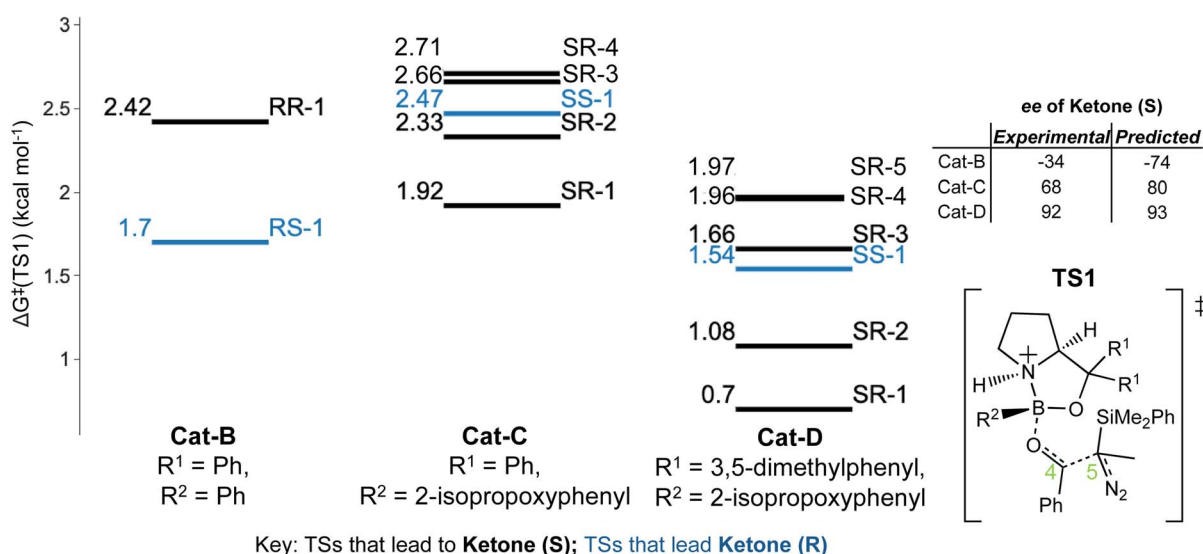 ΔG‡(TS1) (kcal mol⁻¹)
3
2.5
2
1.5
1
2.42 RR-1
1.7 RS-1
Cat-B
R¹ = Ph,
R² = Ph
2.71 SR-4
2.66 SR-3
2.47 SS-1
2.33 SR-2
1.92 SR-1
Cat-C
R¹ = Ph,
R² = 2-isopropoxyphenyl
1.97 SR-5
1.96 SR-4
1.66 SR-3
1.54 SS-1
1.08 SR-2
0.7 SR-1
Cat-D
R¹ = 3,5-dimethylphenyl,
R² = 2-isopropoxyphenyl
ee of Ketone (S)
Experimental Predicted
Cat-B -34 -74
Cat-C 68 80
Cat-D 92 93
TS1
‡
H
R¹
N
+
H
R¹
R²
B
O
SiMe₂Ph
O
4
5
N₂
Ph
Key: TSs that lead to Ketone (S); TSs that lead Ketone (R)